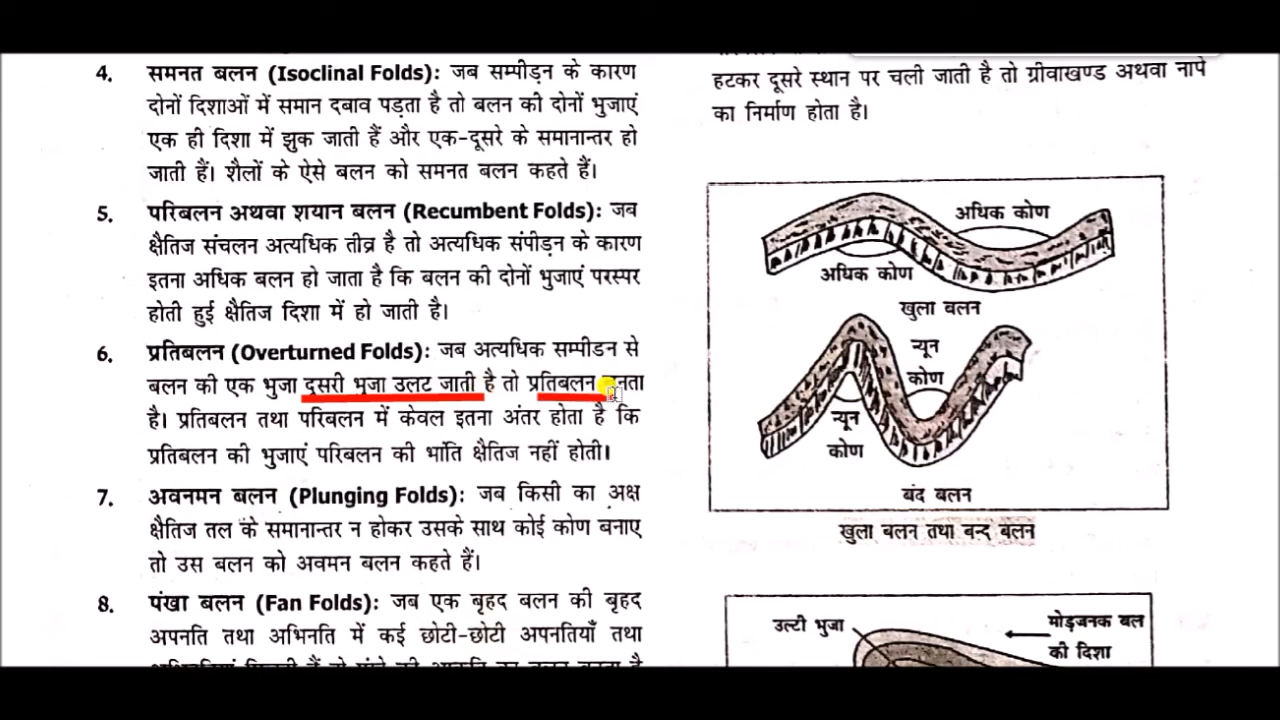 4. समनत बलन (Isoclinal Folds): जब सम्पीड़न के कारण
दोनों दिशाओं में समान दबाव पड़ता है तो बलन की दोनों भुजाएं
एक ही दिशा में झुक जाती हैं और एक-दूसरे के समानान्तर हो
जाती हैं। शैलों के ऐसे बलन को समनत बलन कहते हैं।
5. परिबलन अथवा शयान बलन (Recumbent Folds): जब
क्षैतिज संचलन अत्यधिक तीव्र है तो अत्यधिक संपीड़न के कारण
इतना अधिक बलन हो जाता है कि बलन की दोनों भुजाएं परस्पर
होती हुई क्षैतिज दिशा में हो जाती है।
6. प्रतिबलन (Overturned Folds): जब अत्यधिक सम्पीडन से
बलन की एक भुजा दूसरी भुजा उलट जाती है तो प्रतिबलन
है। प्रतिबलन तथा परिबलन में केवल इतना अंतर होता है कि
प्रतिबलन की भुजाएं परिबलन की भांति क्षैतिज नहीं होती।
7. अवनमन बलन (Plunging Folds): जब किसी का अक्ष
क्षैतिज तल के समानान्तर न होकर उसके साथ कोई कोण बनाए
तो उस बलन को अवमन बलन कहते हैं।
8. पंखा बलन (Fan Folds): जब एक बृहद बलन की बृहद
अपनति तथा अभिनति में कई छोटी-छोटी अपनतियाँ तथा
हटकर दूसरे स्थान पर चली जाती है तो ग्रीवाखण्ड अथवा नापे
का निर्माण होता है।
अधिक कोण
अधिक कोण
खुला बलन
न्यून
कोण
न्यून
कोण
बंद बलन
खुला बलन तथा बन्द बलन
उल्टी भुजा
मोड़जनक बल
की दिशा